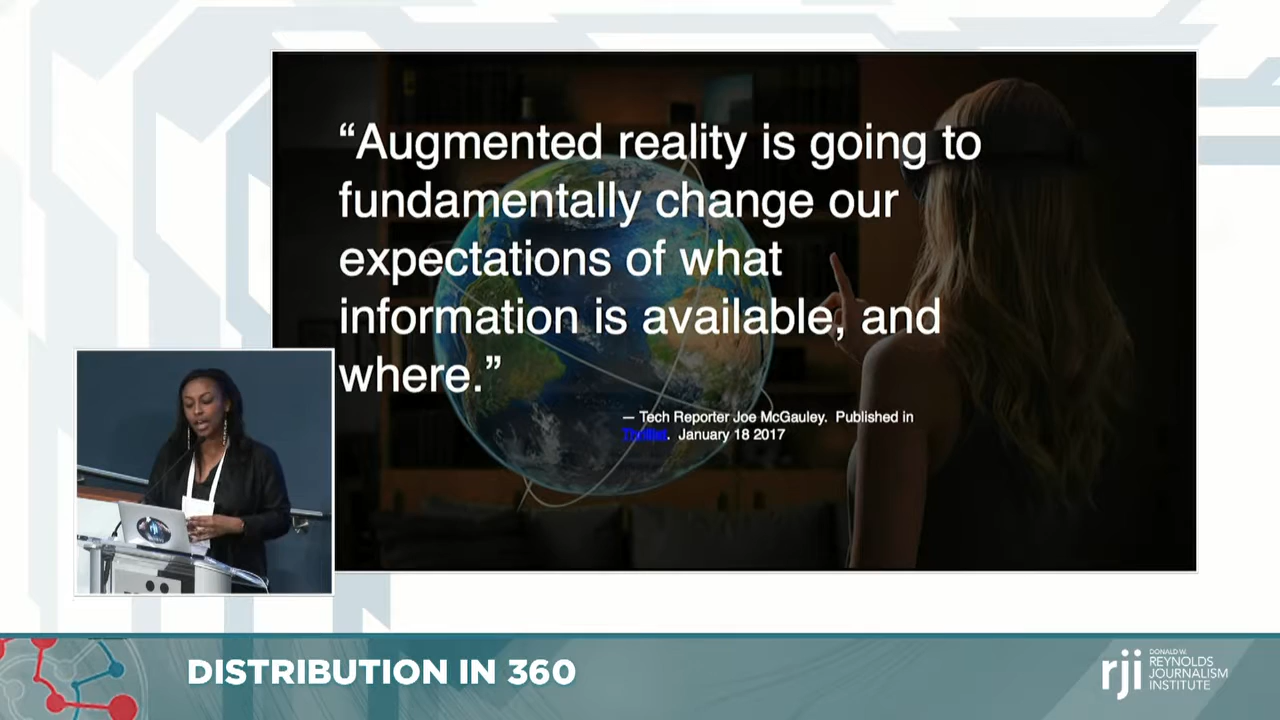 “Augmented reality is going to
fundamentally change our
expectations of what
information is available, and
where.”
— Tech Reporter Joe McGauley.  Published in
Thrillist.  January 18 2017
DISTRIBUTION IN 360
rji
DONALD W.
REYNOLDS
JOURNALISM
INSTITUTE